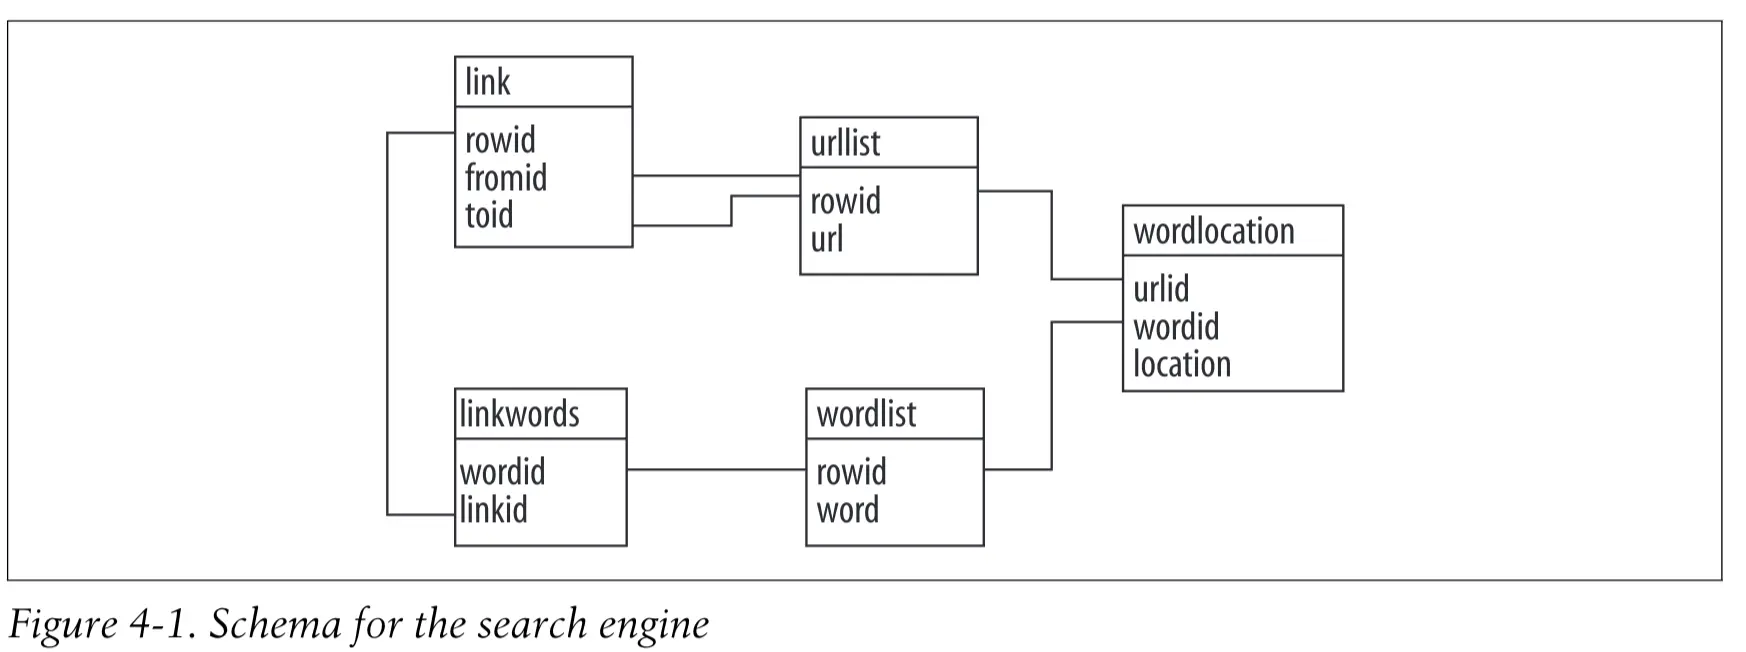 link
rowid
fromid
toid
urllist
rowid
url
wordlocation
urlid
wordid
location
linkwords
wordid
linkid
wordlist
rowid
word
Figure 4-1. Schema for the search engine